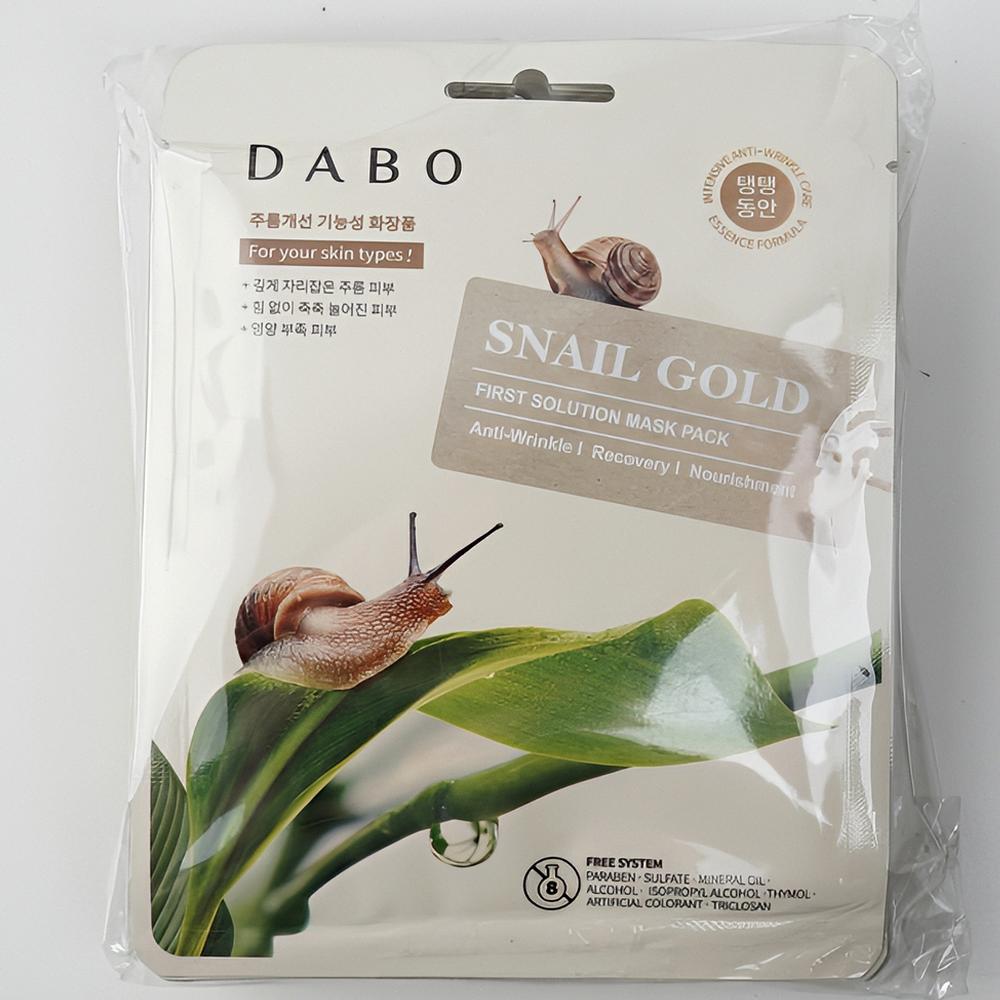 DABO
주름개선 기능성 화장품
For your skin types!
+ 깊게 자리잡은 주름 피부
+ 힘 없이 축축 늘어진 피부
+ 영양 부족 피부
INTENSIVE ANTI-WRINKLE CARE
탱탱
동안
ESSENCE FORMULA
SNAIL GOLD
FIRST SOLUTION MASK PACK
Anti-Wrinkle | Recovery | Nourishment
8
FREE SYSTEM
PARABEN · SULFATE · MINERAL OIL ·
ALCOHOL · ISOPROPYL ALCOHOL · THYMOL ·
ARTIFICIAL COLORANT · TRICLOSAN